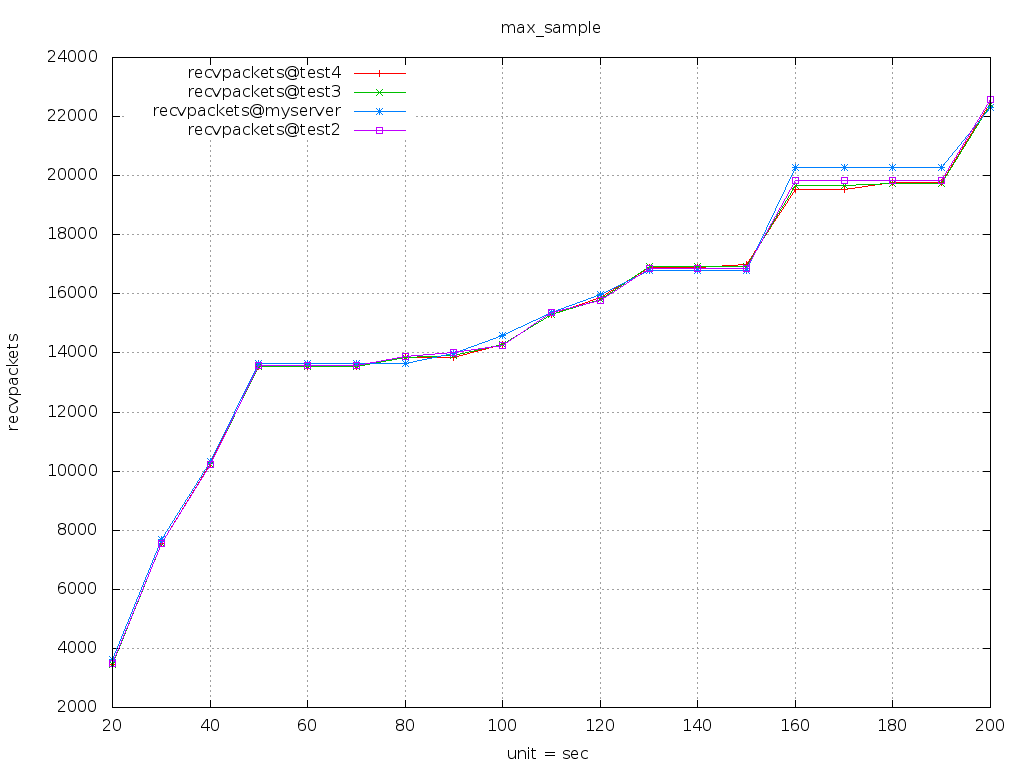 max_sample
24000
22000
20000
18000
16000
14000
12000
10000
8000
6000
4000
2000
recvpackets
recvpackets@test4
recvpackets@test3
recvpackets@myserver
recvpackets@test2
20 40 60 80 100 120 140 160 180 200
unit = sec